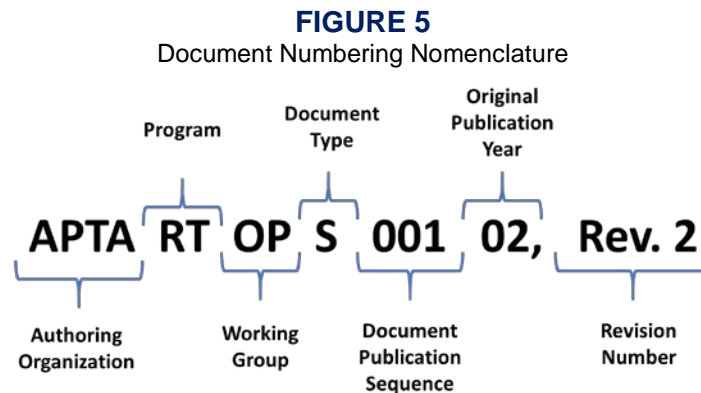 FIGURE 5
Document Numbering Nomenclature
Program
Document
Type
Original
Publication
Year
APTA RT OP S 001 02, Rev. 2
Authoring
Organization
Working
Group
Document
Publication
Sequence
Revision
Number